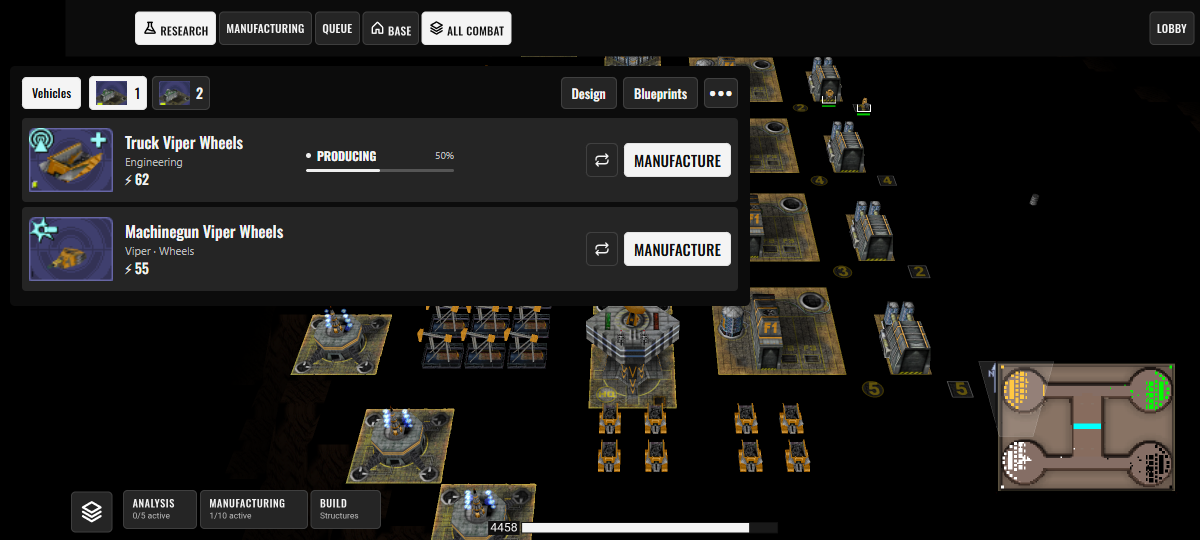 RESEARCH
MANUFACTURING
QUEUE
BASE
ALL COMBAT
LOBBY
Vehicles
1
2
Design
Blueprints
Truck Viper Wheels
Engineering
62
PRODUCING
50%
MANUFACTURE
Machinegun Viper Wheels
Viper · Wheels
55
MANUFACTURE
2
4
4
3
2
F1
5
5
N
ANALYSIS
0/5 active
MANUFACTURING
1/10 active
BUILD
Structures
4458